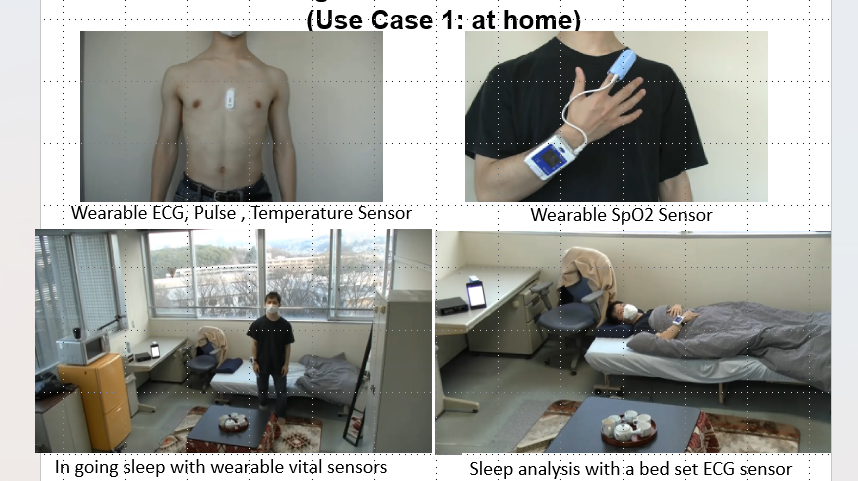 (Use Case 1: at home)
Wearable ECG, Pulse , Temperature Sensor
Wearable SpO2 Sensor
In going sleep with wearable vital sensors
Sleep analysis with a bed set ECG sensor